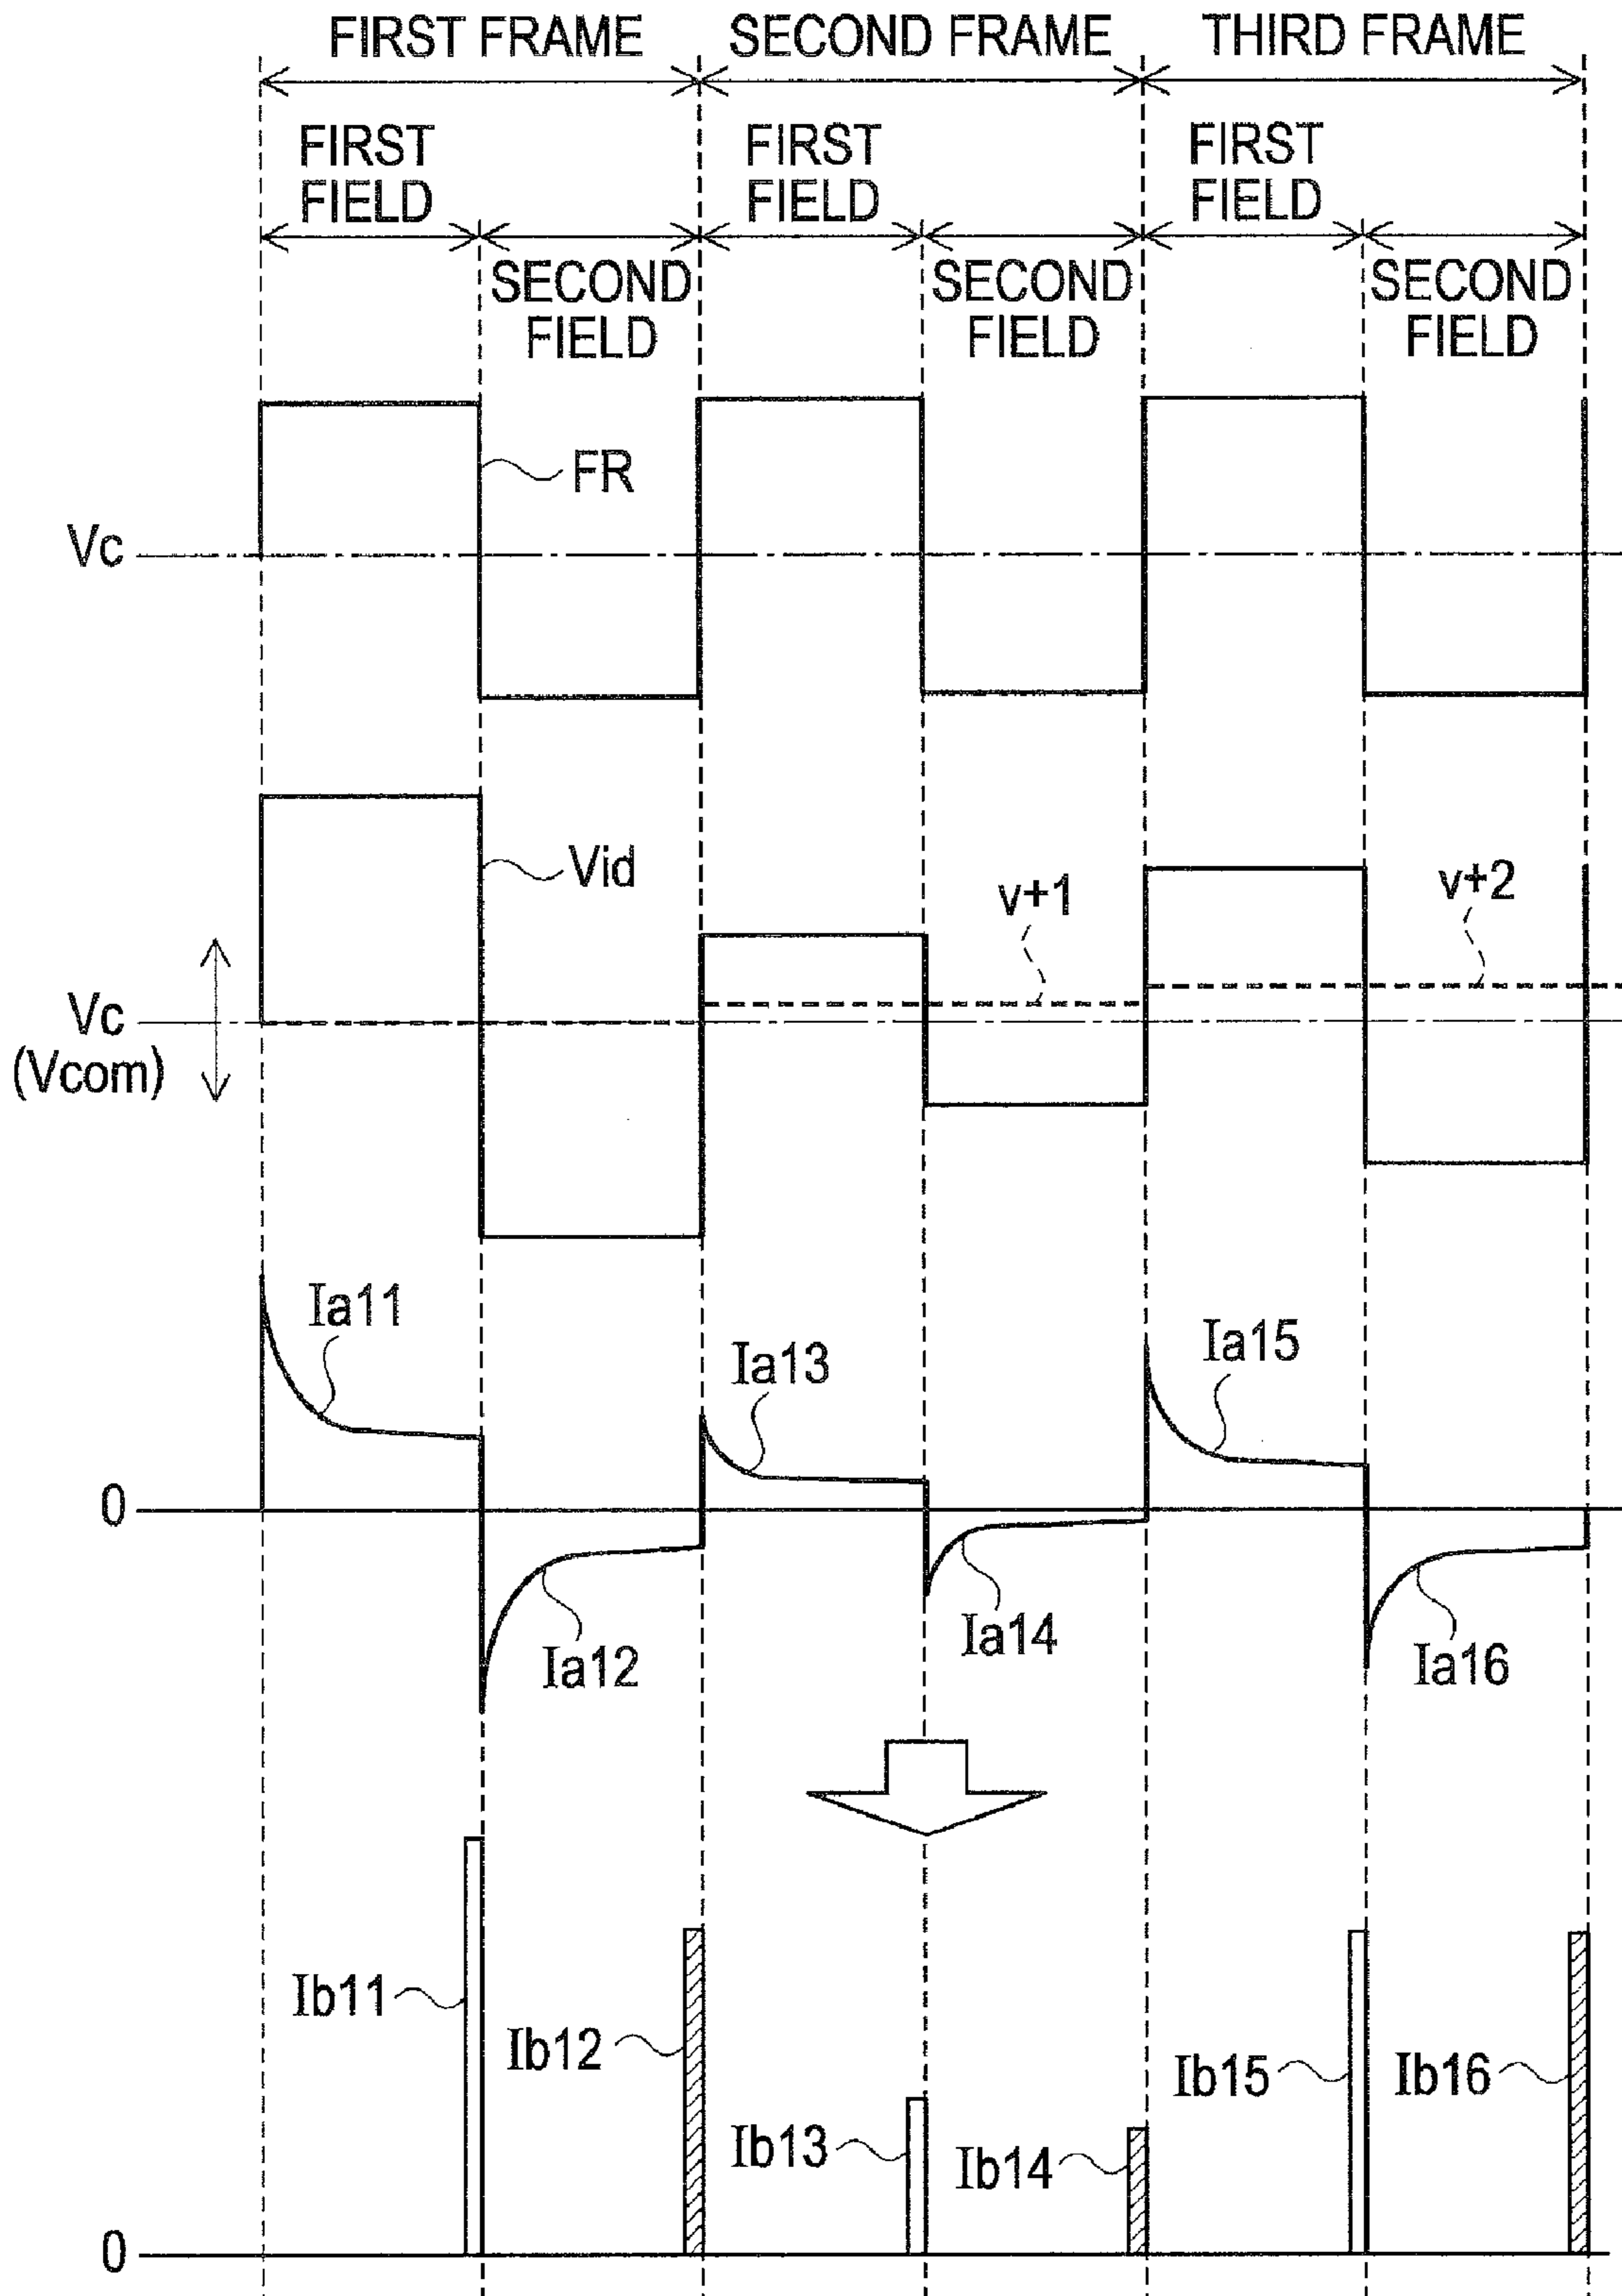 FIRST FRAME
SECOND FRAME
THIRD FRAME
FIRST
FIELD
FIRST
FIELD
FIRST
FIELD
SECOND
FIELD
SECOND
FIELD
SECOND
FIELD
FR
Vc
Vid
v+1
v+2
Vc
(Vcom)
Ia11
Ia13
Ia15
0
Ia12
Ia14
Ia16
Ib11
Ib12
Ib13
Ib14
Ib15
Ib16
0